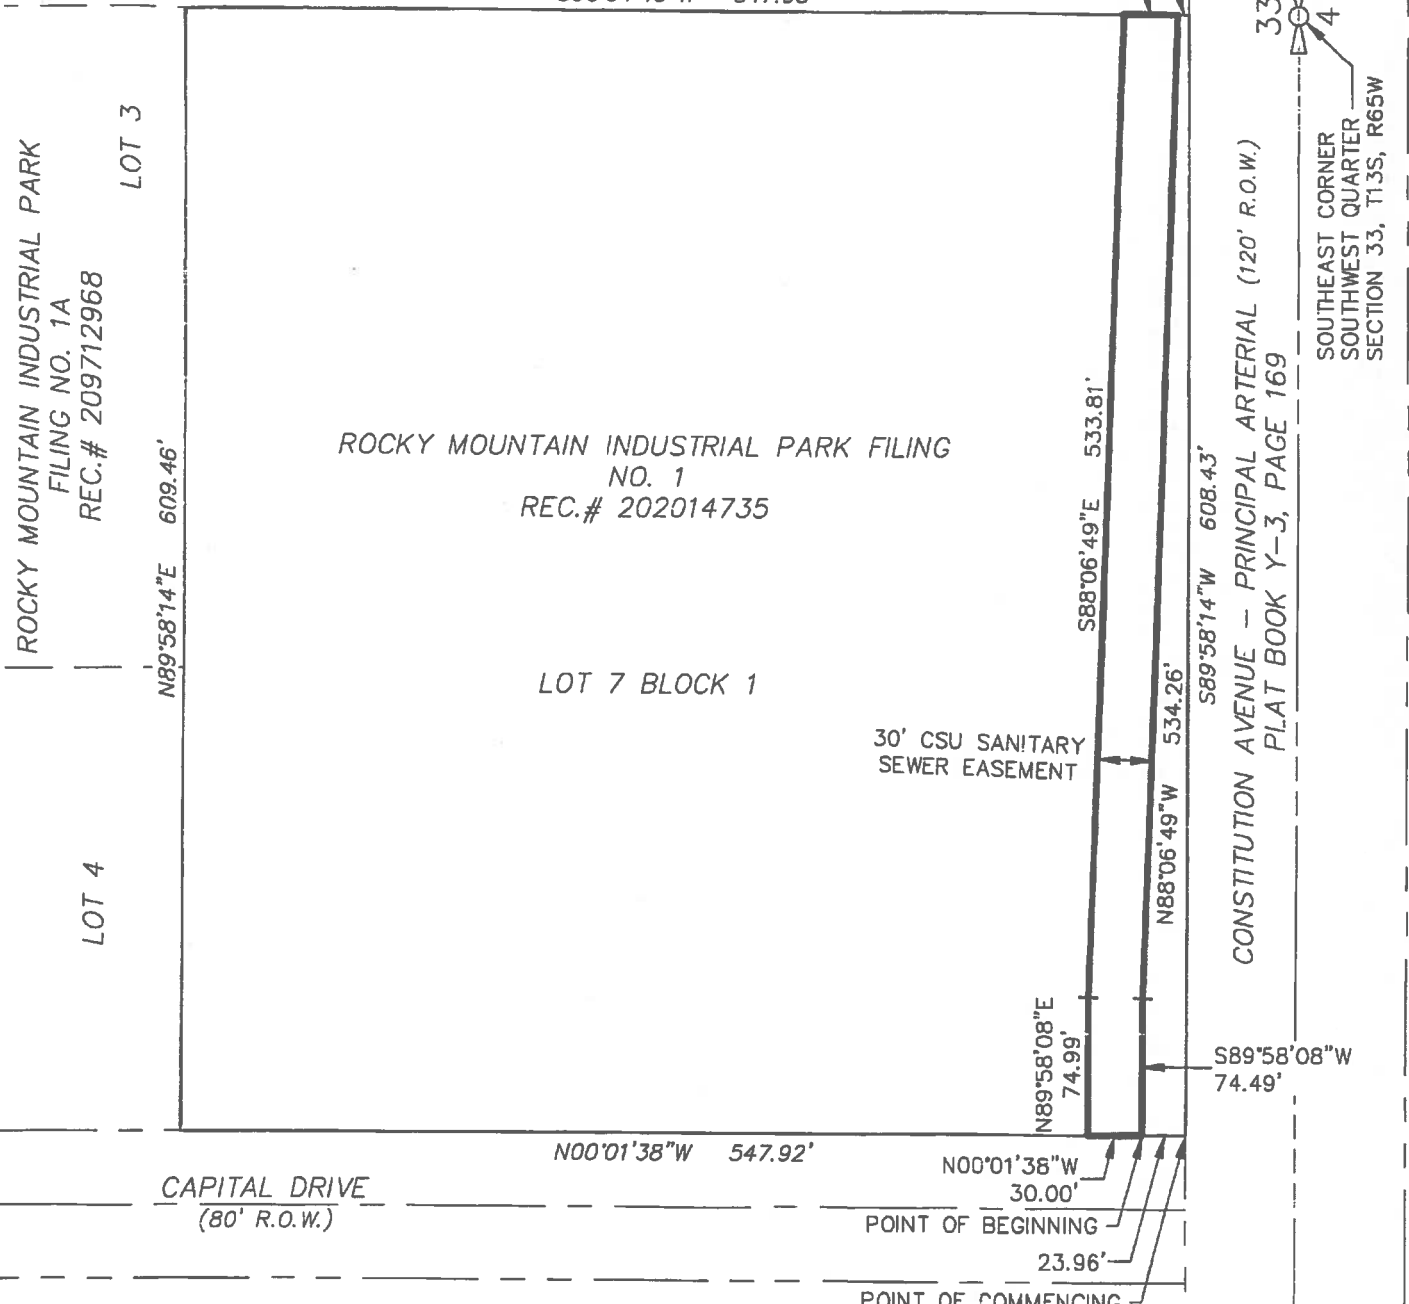 ROCKY MOUNTAIN INDUSTRIAL PARK
FILING NO. 1A
REC.# 209712968
LOT 3
LOT 4
N89°58'14"E 609.46'
ROCKY MOUNTAIN INDUSTRIAL PARK FILING
NO. 1
REC.# 202014735
LOT 7 BLOCK 1
30' CSU SANITARY
SEWER EASEMENT
S88°06'49"E 533.81'
N88°06'49"W 534.26'
S89°58'14"W 608.43'
CONSTITUTION AVENUE – PRINCIPAL ARTERIAL (120' R.O.W.)
PLAT BOOK Y-3, PAGE 169
33
4
SOUTHEAST CORNER
SOUTHWEST QUARTER
SECTION 33, T13S, R65W
N89°58'08"E
74.99'
S89°58'08"W
74.49'
N00°01'38"W 547.92'
N00°01'38"W
30.00'
CAPITAL DRIVE
(80' R.O.W.)
POINT OF BEGINNING
23.96'
POINT OF COMMENCING